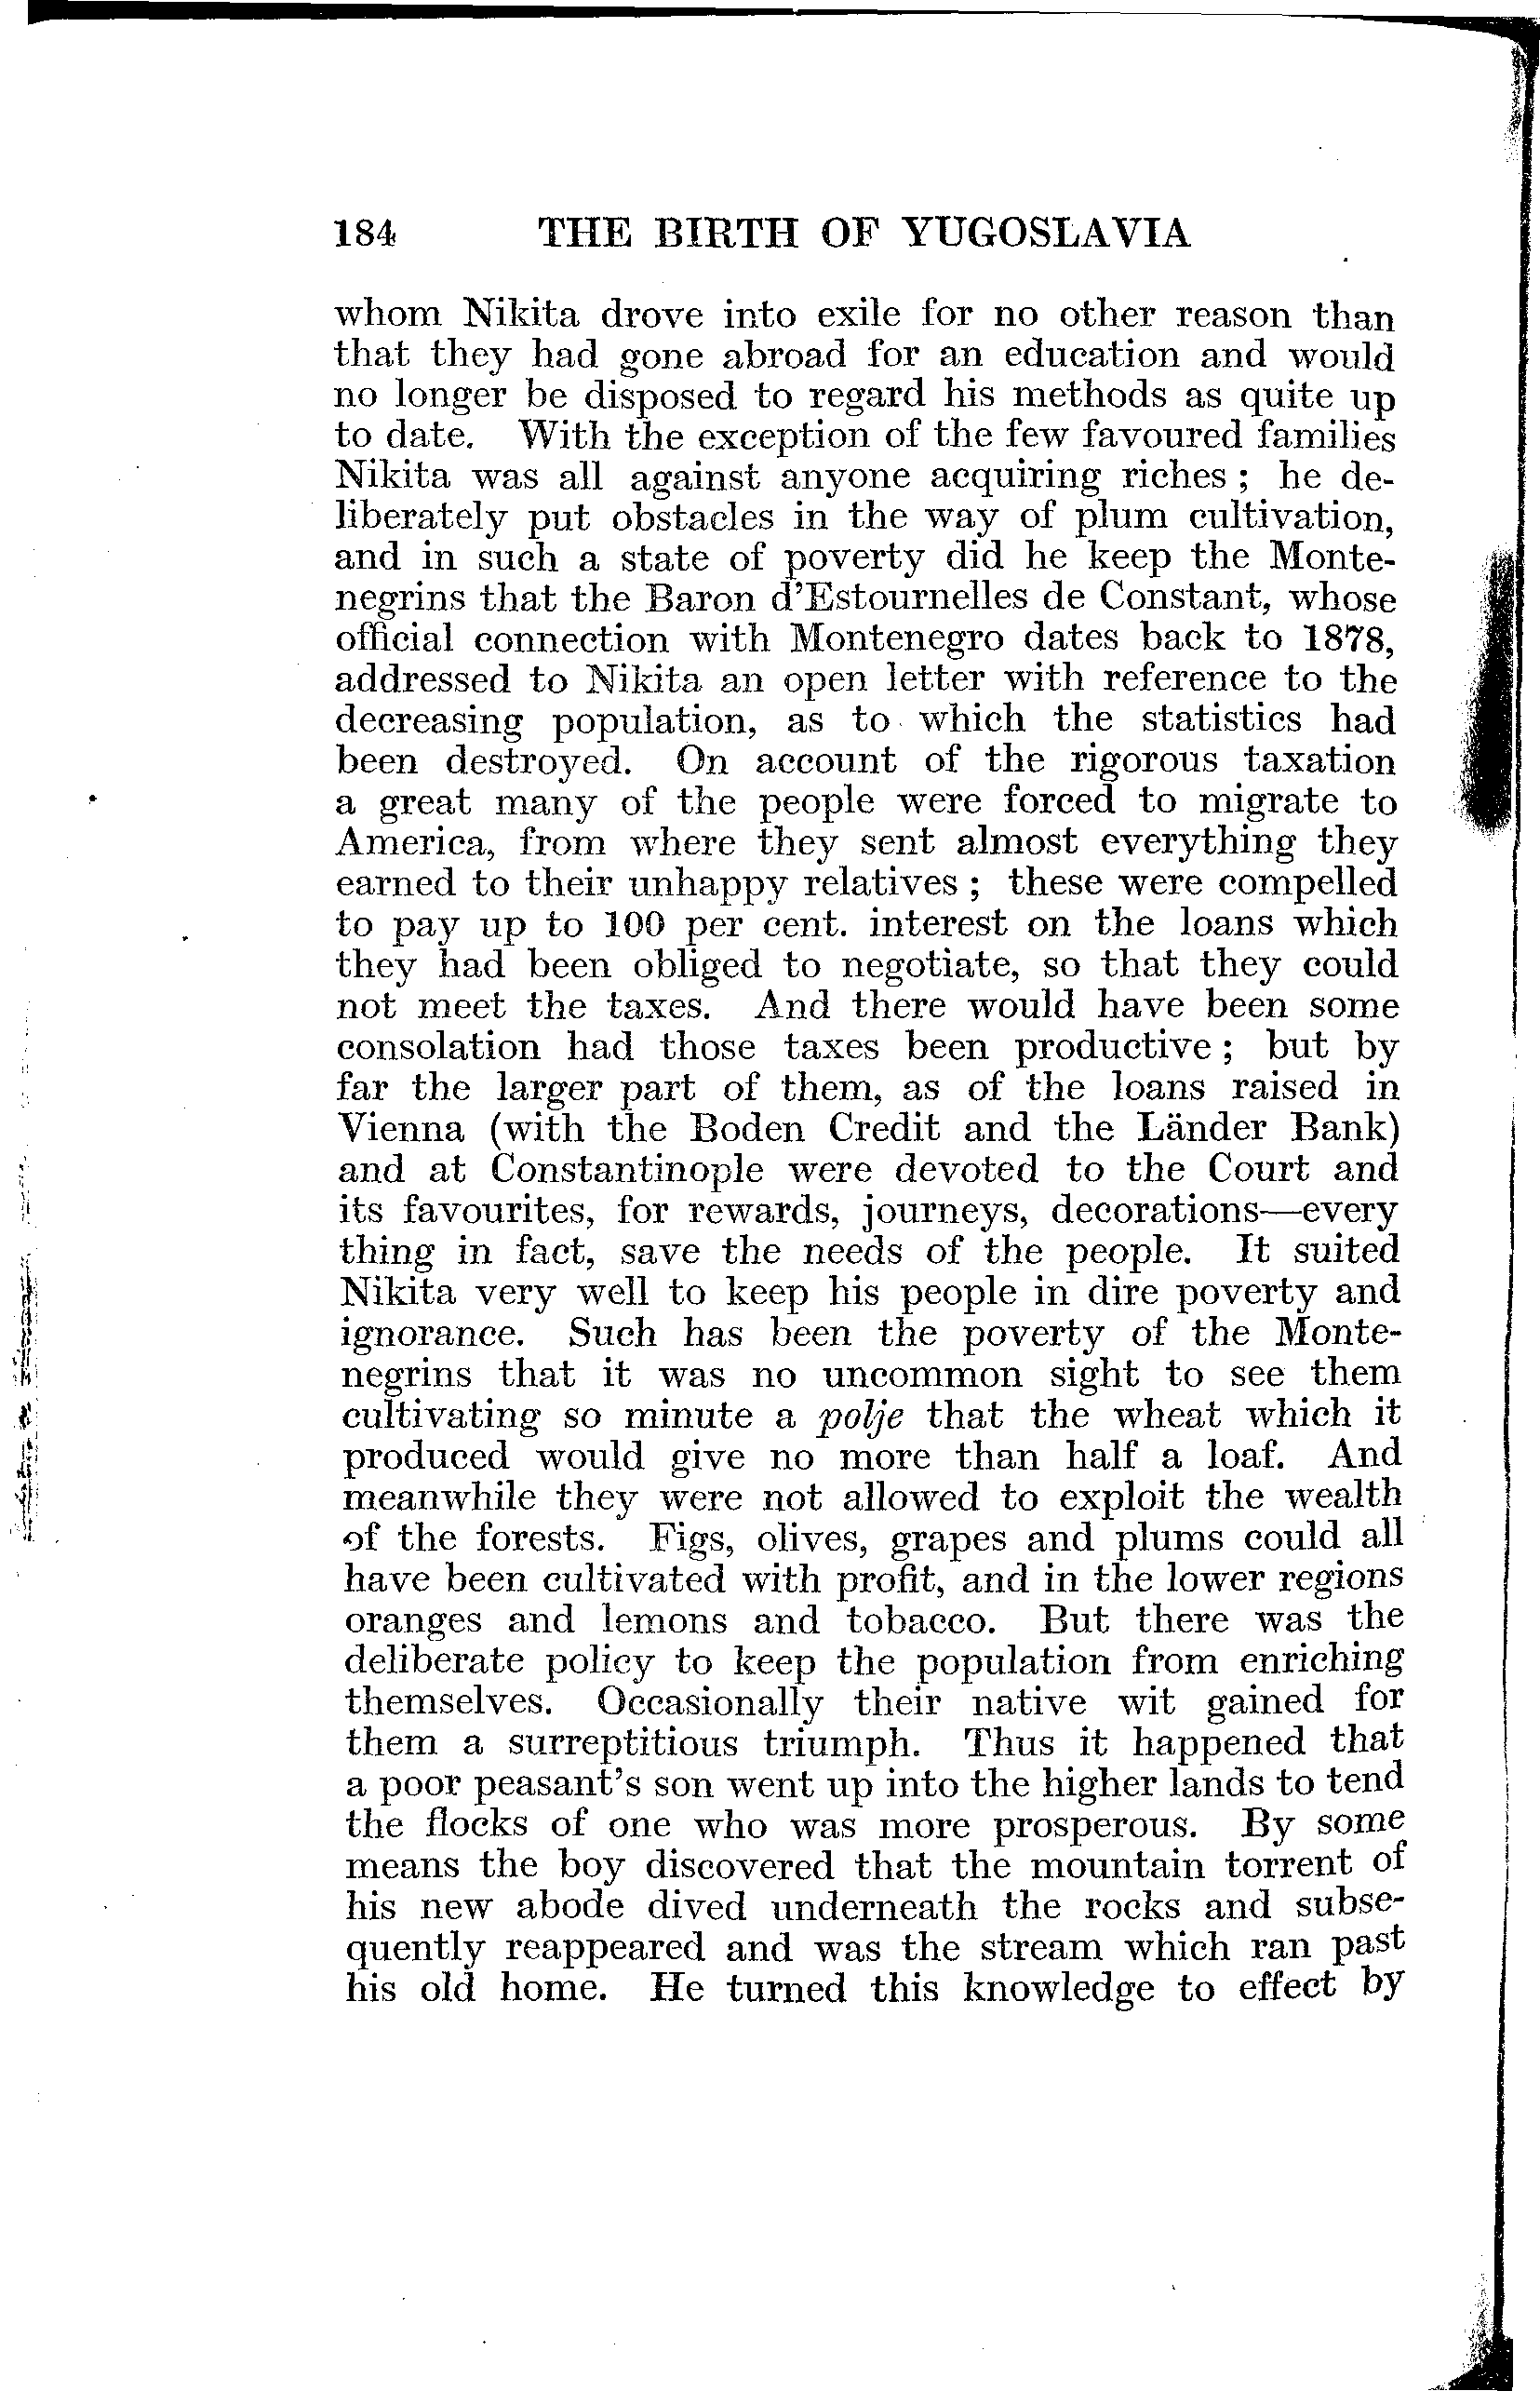 184 THE BIRTH OF YUGOSLAVIA
whom Nikita drove into exile for no other reason than
that they had gone abroad for an education and would
no longer be disposed to regard his methods as quite up
to date. With the exception of the few favoured families
Nikita was all against anyone acquiring riches ; he de-
liberately put obstacles in the way of plum cultivation,
and in such a state of poverty did he keep the Monte-
negrins that the Baron d'Estournelles de Constant, whose
official connection with Montenegro dates back to 1878,
addressed to Nikita an open letter with reference to the
decreasing population, as to which the statistics had
been destroyed. On account of the rigorous taxation
a great many of the people were forced to migrate to
America, from where they sent almost everything they
earned to their unhappy relatives ; these were compelled
to pay up to 100 per cent. interest on the loans which
they had been obliged to negotiate, so that they could
not meet the taxes. And there would have been some
consolation had those taxes been productive ; but by
far the larger part of them, as of the loans raised in
Vienna (with the Boden Credit and the Länder Bank)
and at Constantinople were devoted to the Court and
its favourites, for rewards, journeys, decorations—every
thing in fact, save the needs of the people. It suited
Nikita very well to keep his people in dire poverty and
ignorance. Such has been the poverty of the Monte-
negrins that it was no uncommon sight to see them
cultivating so minute a polje that the wheat which it
produced would give no more than half a loaf. And
meanwhile they were not allowed to exploit the wealth
of the forests. Figs, olives, grapes and plums could all
have been cultivated with profit, and in the lower regions
oranges and lemons and tobacco. But there was the
deliberate policy to keep the population from enriching
themselves. Occasionally their native wit gained for
them a surreptitious triumph. Thus it happened that
a poor peasant's son went up into the higher lands to tend
the flocks of one who was more prosperous. By some
means the boy discovered that the mountain torrent of
his new abode dived underneath the rocks and subse-
quently reappeared and was the stream which ran past
his old home. He turned this knowledge to effect by